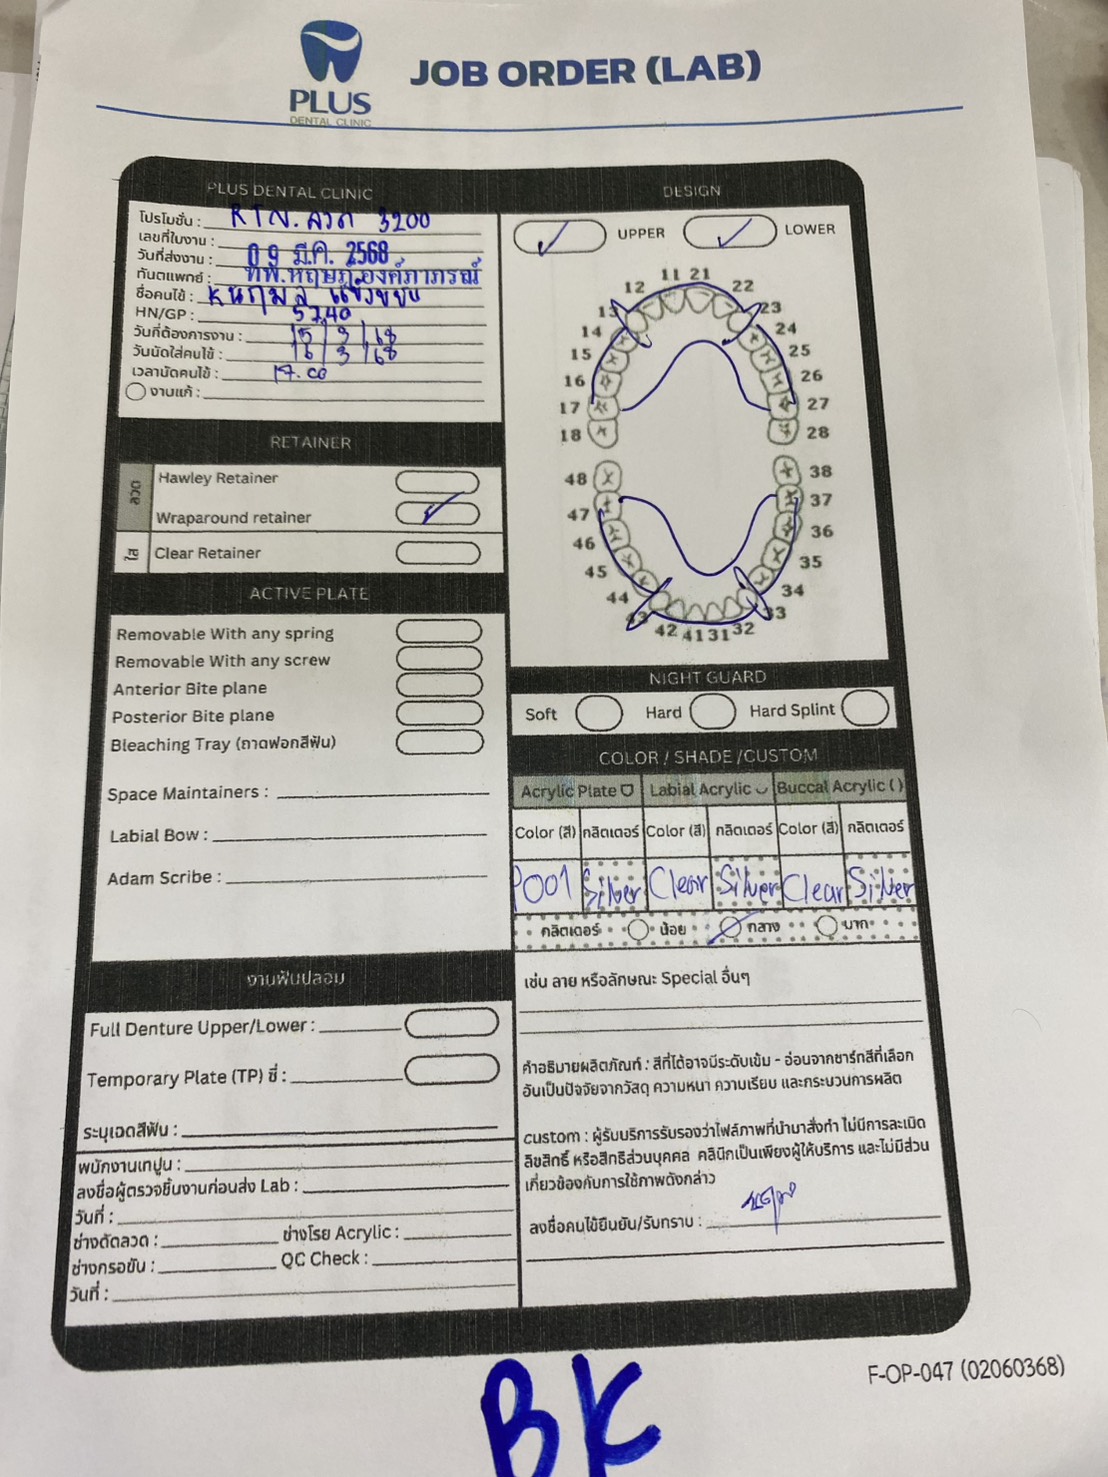 PLUS
DENTAL CLINIC
JOB ORDER (LAB)
PLUS DENTAL CLINIC
โปรโมชั่น : RTN. ลวด 3200
เลขที่ใบงาน :
วันที่ส่งงาน : 09 มี.ค. 2568
ทันตแพทย์ : ทพ.หฤษฎ์ องค์ภาภรณ์
ชื่อคนไข้ :
HN/GP : 5740
วันที่ต้องการงาน : 15 / 3 / 68
วันนัดใส่คนไข้ : 16 / 3 / 68
เวลานัดคนไข้ : 17.00
งานแก้ :
RETAINER
ลวด
Hawley Retainer
Wraparound retainer
ใส
Clear Retainer
ACTIVE PLATE
Removable With any spring
Removable With any screw
Anterior Bite plane
Posterior Bite plane
Bleaching Tray (ถาดฟอกสีฟัน)
Space Maintainers :
Labial Bow :
Adam Scribe :
งานฟันปลอม
Full Denture Upper/Lower :
Temporary Plate (TP) ซี่ :
ระบุเฉดสีฟัน :
พนักงานเทปูน :
ลงชื่อผู้ตรวจชิ้นงานก่อนส่ง Lab :
วันที่ :
ช่างดัดลวด : ช่างโรย Acrylic :
ช่างกรอขัด : QC Check :
วันที่ :
DESIGN
UPPER LOWER
11 21
12 22
13 23
14 24
15 25
16 26
17 27
18 28
48 38
47 37
46 36
45 35
44 34
43 33
42 41 31 32
NIGHT GUARD
Soft Hard Hard Splint
COLOR / SHADE /CUSTOM
Acrylic Plate Labial Acrylic Buccal Acrylic ( )
Color (สี) กลิตเตอร์ Color (สี) กลิตเตอร์ Color (สี) กลิตเตอร์
P001 Silver Clear Silver Clear Silver
กลิตเตอร์ น้อย กลาง มาก
เช่น ลาย หรือลักษณะ Special อื่นๆ
คำอธิบายผลิตภัณฑ์ : สีที่ได้อาจมีระดับเข้ม - อ่อนจากชาร์ทสีที่เลือก
อันเป็นปัจจัยจากวัสดุ ความหนา ความเรียบ และกระบวนการผลิต
custom : ผู้รับบริการรับรองว่าไฟล์ภาพที่นำมาสั่งทำ ไม่มีการละเมิด
ลิขสิทธิ์ หรือสิทธิส่วนบุคคล คลินิกเป็นเพียงผู้ให้บริการ และไม่มีส่วน
เกี่ยวข้องกับการใช้ภาพดังกล่าว
ลงชื่อคนไข้ยืนยัน/รับทราบ :
F-OP-047 (02060368)
BK